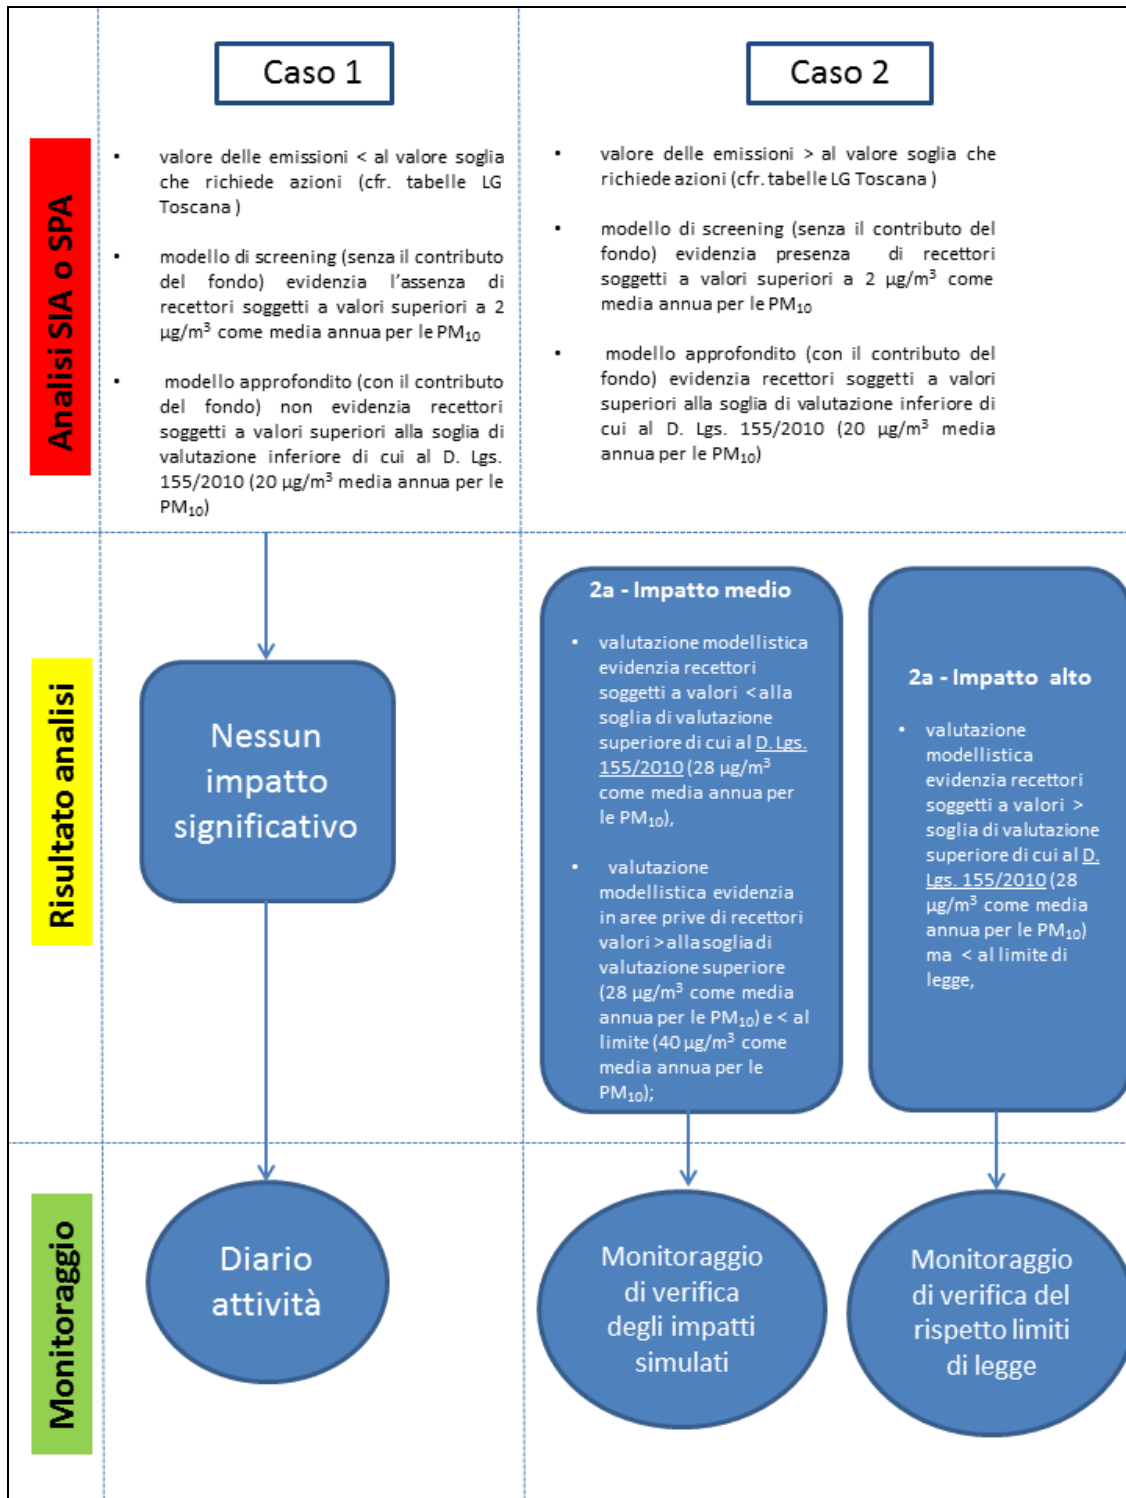 Caso 1
Caso 2
Analisi SIA o SPA
• valore delle emissioni < al valore soglia
che richiede azioni (cfr. tabelle LG
Toscana )
• modello di screening (senza il contributo
del fondo) evidenzia l'assenza di
recettori soggetti a valori superiori a 2
µg/m³ come media annua per le PM₁₀
• modello approfondito (con il contributo
del fondo) non evidenzia recettori
soggetti a valori superiori alla soglia di
valutazione inferiore di cui al D. Lgs.
155/2010 (20 µg/m³ media annua per le
PM₁₀)
• valore delle emissioni > al valore soglia che
richiede azioni (cfr. tabelle LG Toscana )
• modello di screening (senza il contributo del
fondo) evidenzia presenza di recettori
soggetti a valori superiori a 2 µg/m³ come
media annua per le PM₁₀
• modello approfondito (con il contributo del
fondo) evidenzia recettori soggetti a valori
superiori alla soglia di valutazione inferiore di
cui al D. Lgs. 155/2010 (20 µg/m³ media
annua per le PM₁₀)
Risultato analisi
Nessun
impatto
significativo
2a - Impatto medio
• valutazione modellistica
evidenzia recettori
soggetti a valori < alla
soglia di valutazione
superiore di cui al D. Lgs.
155/2010 (28 µg/m³
come media annua per
le PM₁₀),
• valutazione
modellistica evidenzia
in aree prive di recettori
valori > alla soglia di
valutazione superiore
(28 µg/m³ come media
annua per le PM₁₀) e < al
limite (40 µg/m³ come
media annua per le
PM₁₀);
2a - Impatto alto
• valutazione
modellistica
evidenzia recettori
soggetti a valori >
soglia di valutazione
superiore di cui al D.
Lgs. 155/2010 (28
µg/m³ come media
annua per le PM₁₀)
ma < al limite di
legge,
Monitoraggio
Diario
attività
Monitoraggio
di verifica
degli impatti
simulati
Monitoraggio
di verifica del
rispetto limiti
di legge